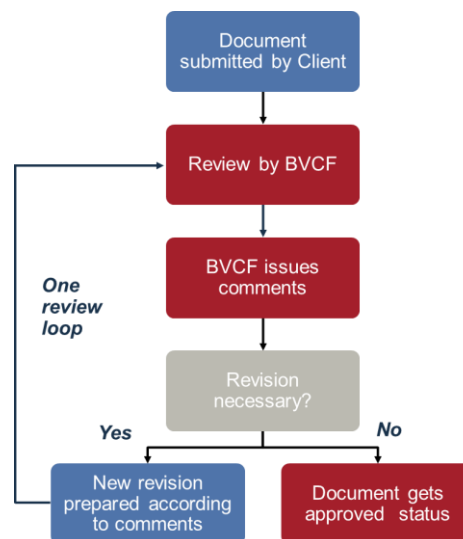 Document
submitted by Client
Review by BVCF
BVCF issues
comments
One
review
loop
Revision
necessary?
Yes
No
New revision
prepared according
to comments
Document gets
approved status